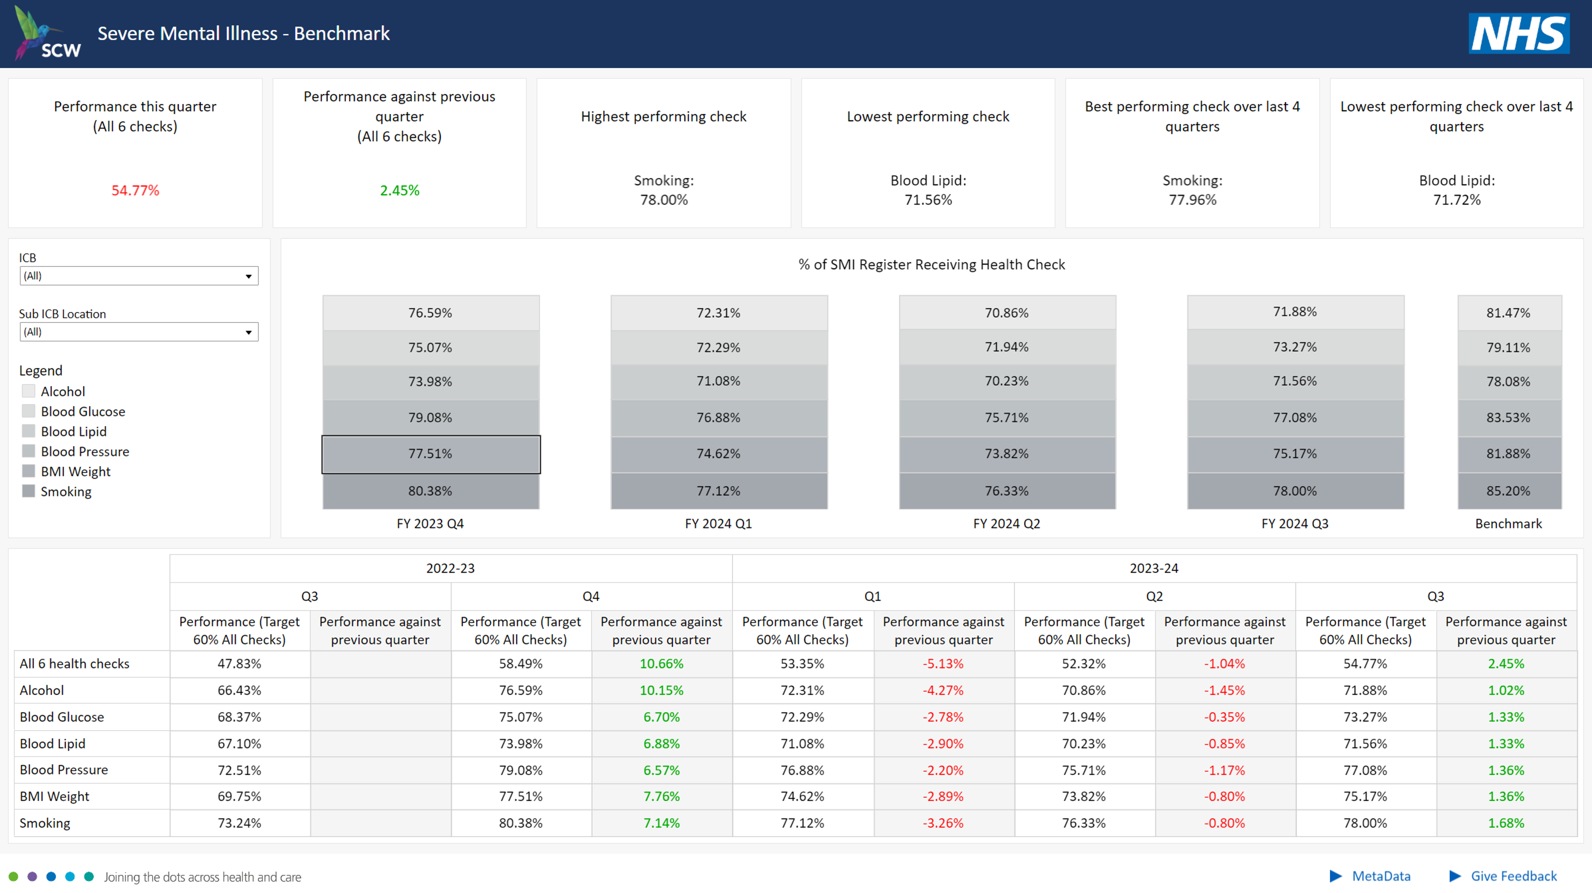 SCW
Severe Mental Illness - Benchmark
NHS
Performance this quarter
(All 6 checks)
54.77%
Performance against previous
quarter
(All 6 checks)
2.45%
Highest performing check
Smoking:
78.00%
Lowest performing check
Blood Lipid:
71.56%
Best performing check over last 4
quarters
Smoking:
77.96%
Lowest performing check over last 4
quarters
Blood Lipid:
71.72%
ICB
(All)
Sub ICB Location
(All)
Legend
Alcohol
Blood Glucose
Blood Lipid
Blood Pressure
BMI Weight
Smoking
% of SMI Register Receiving Health Check
76.59% 72.31% 70.86% 71.88% 81.47%
75.07% 72.29% 71.94% 73.27% 79.11%
73.98% 71.08% 70.23% 71.56% 78.08%
79.08% 76.88% 75.71% 77.08% 83.53%
77.51% 74.62% 73.82% 75.17% 81.88%
80.38% 77.12% 76.33% 78.00% 85.20%
FY 2023 Q4 FY 2024 Q1 FY 2024 Q2 FY 2024 Q3 Benchmark
2022-23 2023-24
Q3 Q4 Q1 Q2 Q3
Performance (Target Performance against Performance (Target Performance against Performance (Target Performance against Performance (Target Performance against Performance (Target Performance against
60% All Checks) previous quarter 60% All Checks) previous quarter 60% All Checks) previous quarter 60% All Checks) previous quarter 60% All Checks) previous quarter
All 6 health checks 47.83% 58.49% 10.66% 53.35% -5.13% 52.32% -1.04% 54.77% 2.45%
Alcohol 66.43% 76.59% 10.15% 72.31% -4.27% 70.86% -1.45% 71.88% 1.02%
Blood Glucose 68.37% 75.07% 6.70% 72.29% -2.78% 71.94% -0.35% 73.27% 1.33%
Blood Lipid 67.10% 73.98% 6.88% 71.08% -2.90% 70.23% -0.85% 71.56% 1.33%
Blood Pressure 72.51% 79.08% 6.57% 76.88% -2.20% 75.71% -1.17% 77.08% 1.36%
BMI Weight 69.75% 77.51% 7.76% 74.62% -2.89% 73.82% -0.80% 75.17% 1.36%
Smoking 73.24% 80.38% 7.14% 77.12% -3.26% 76.33% -0.80% 78.00% 1.68%
Joining the dots across health and care
MetaData
Give Feedback